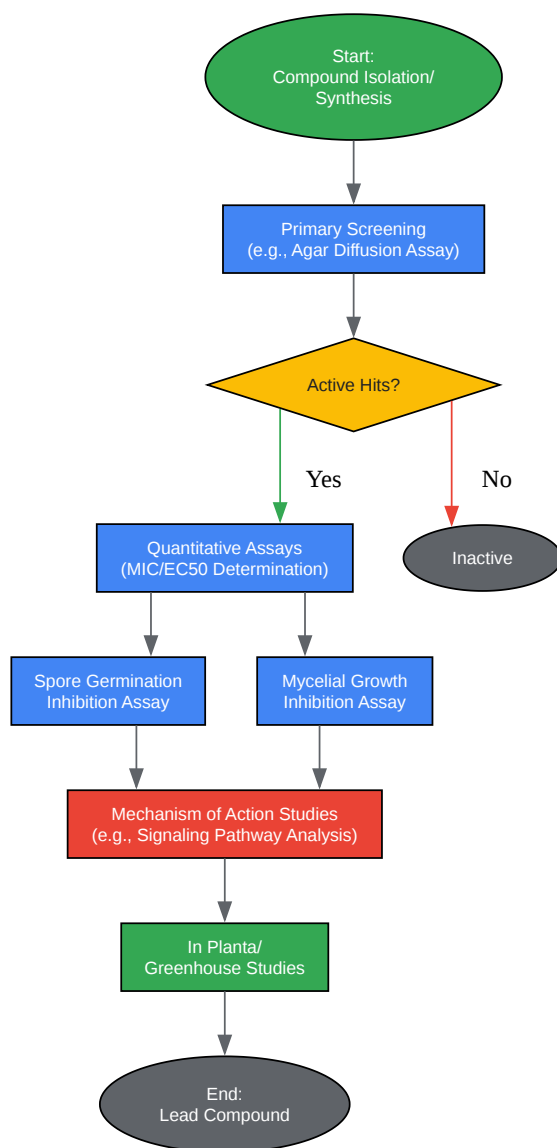 Start:
Compound Isolation/
Synthesis
Primary Screening
(e.g., Agar Diffusion Assay)
Active Hits?
Yes
No
Quantitative Assays
(MIC/EC50 Determination)
Inactive
Spore Germination
Inhibition Assay
Mycelial Growth
Inhibition Assay
Mechanism of Action Studies
(e.g., Signaling Pathway Analysis)
In Planta/
Greenhouse Studies
End:
Lead Compound